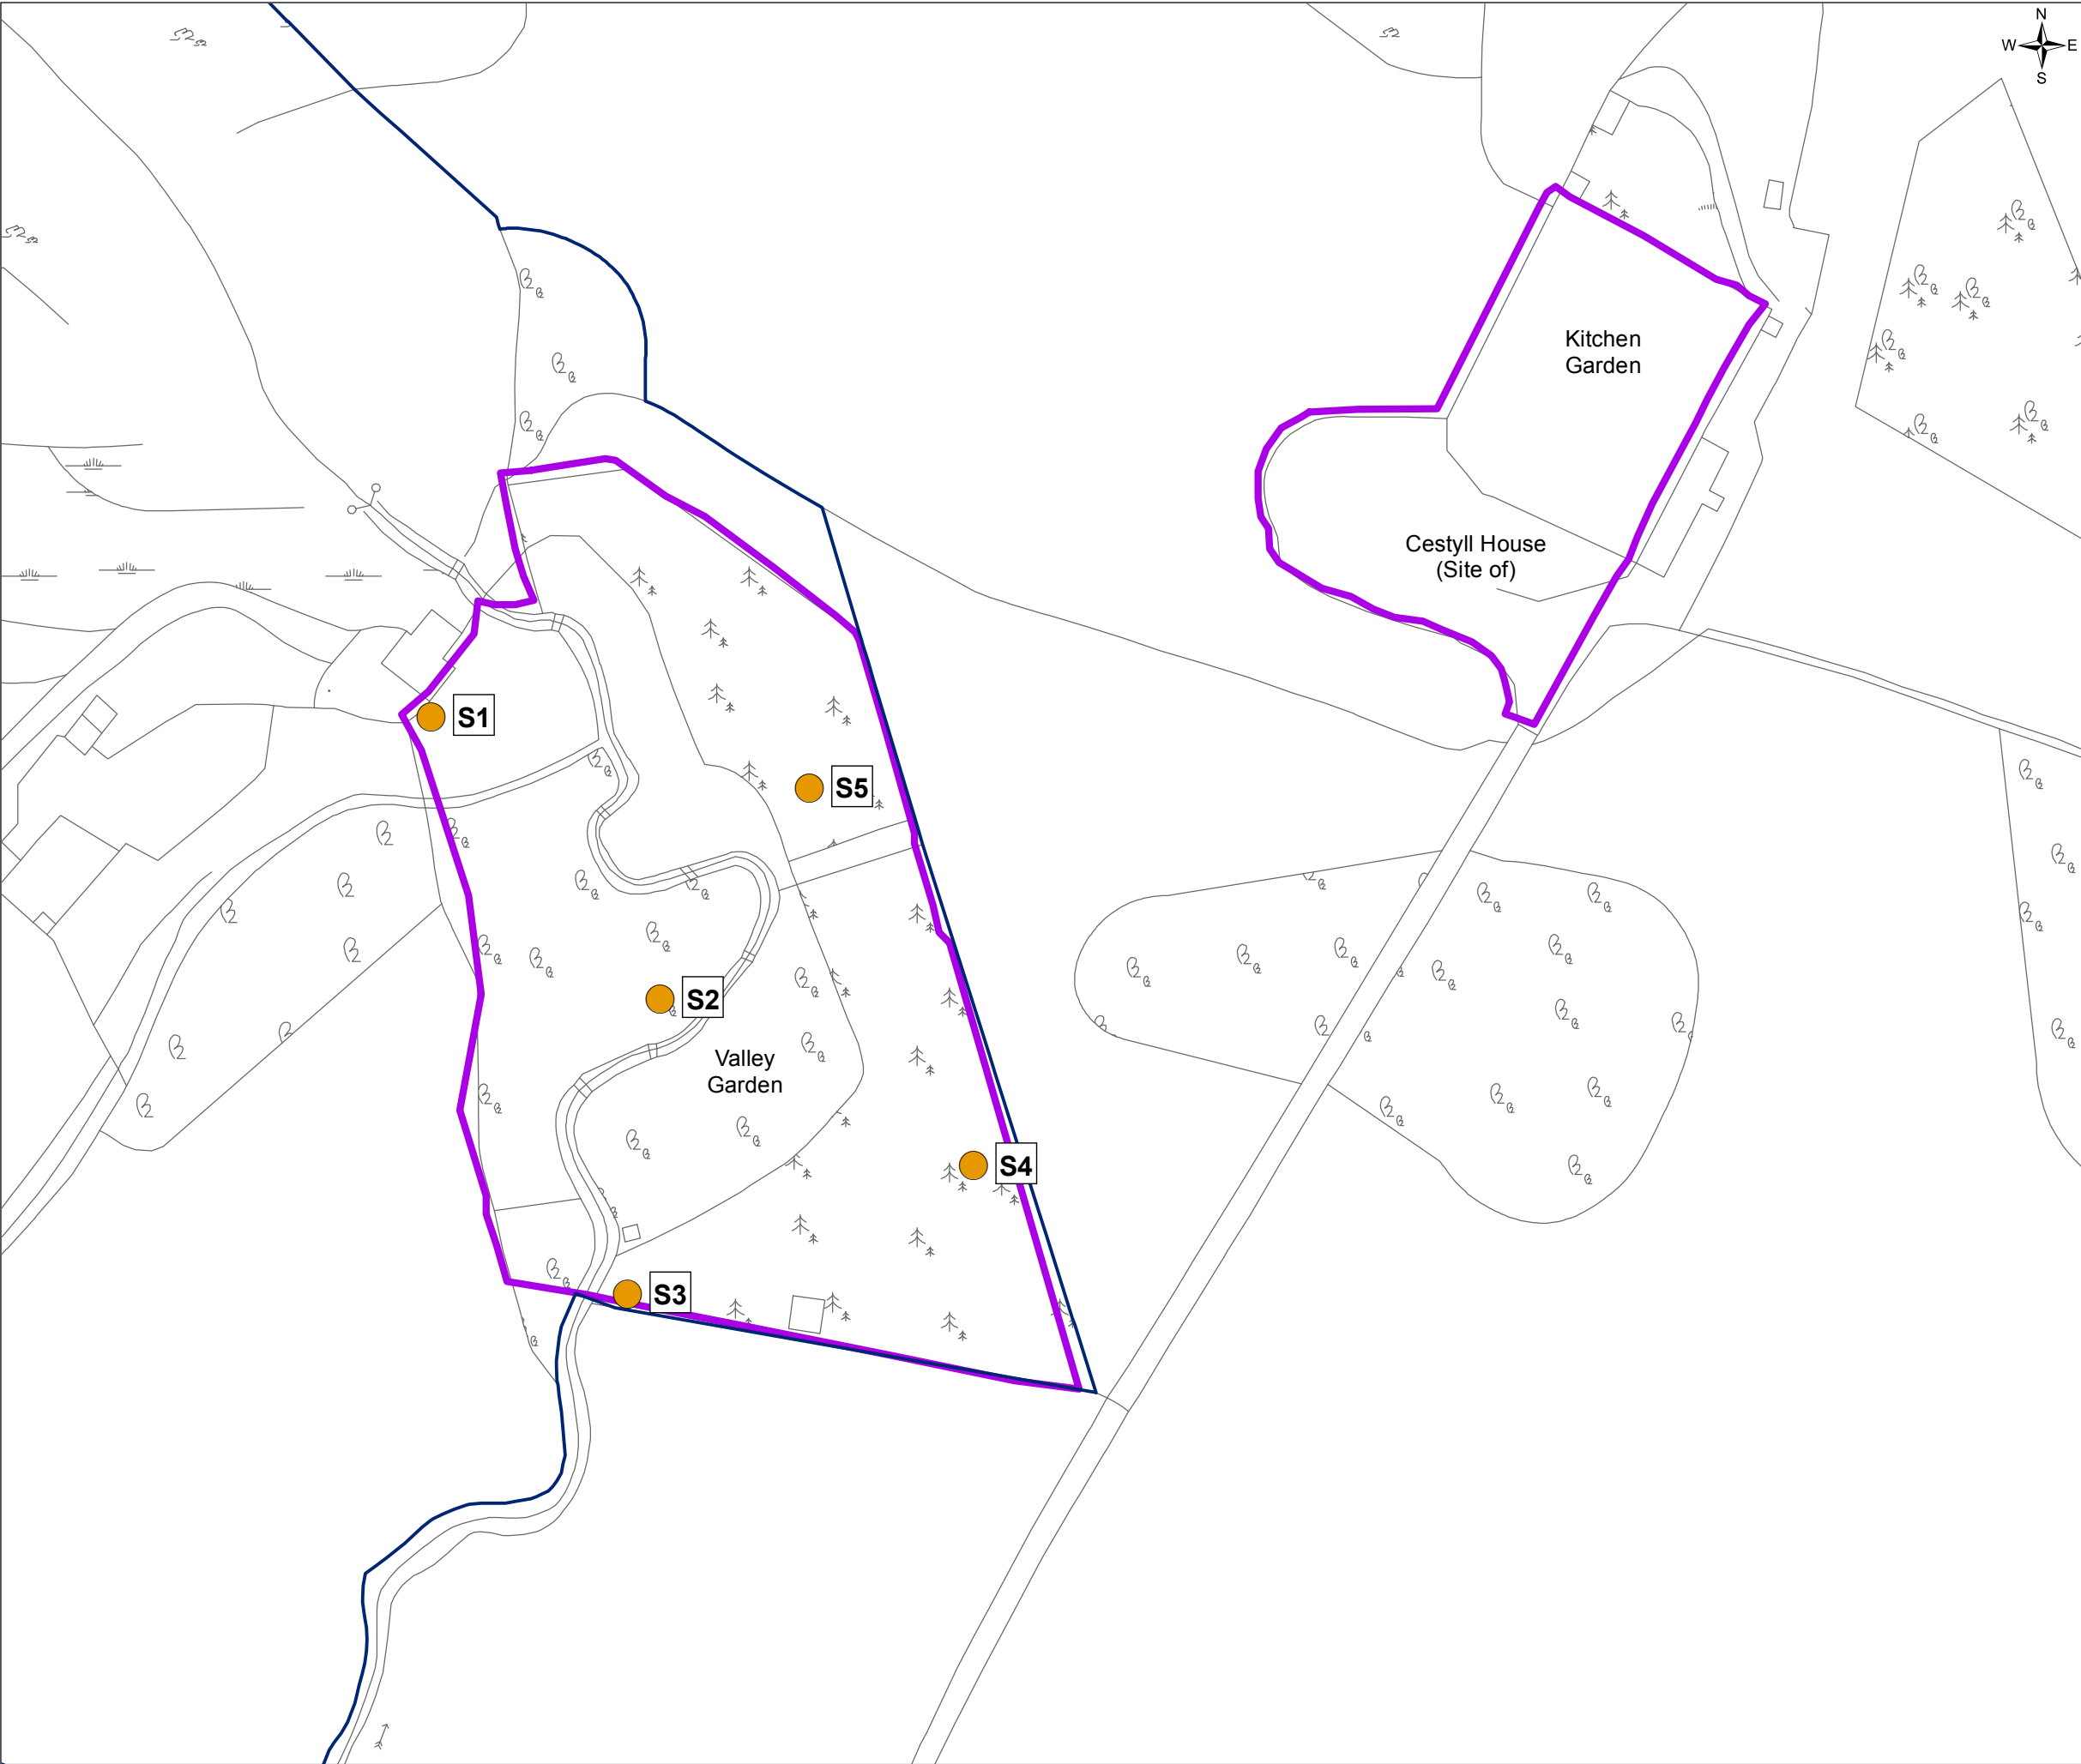 N
W E
S
Kitchen
Garden
Cestyll House
(Site of)
S1
S5
S2
Valley
Garden
S4
S3